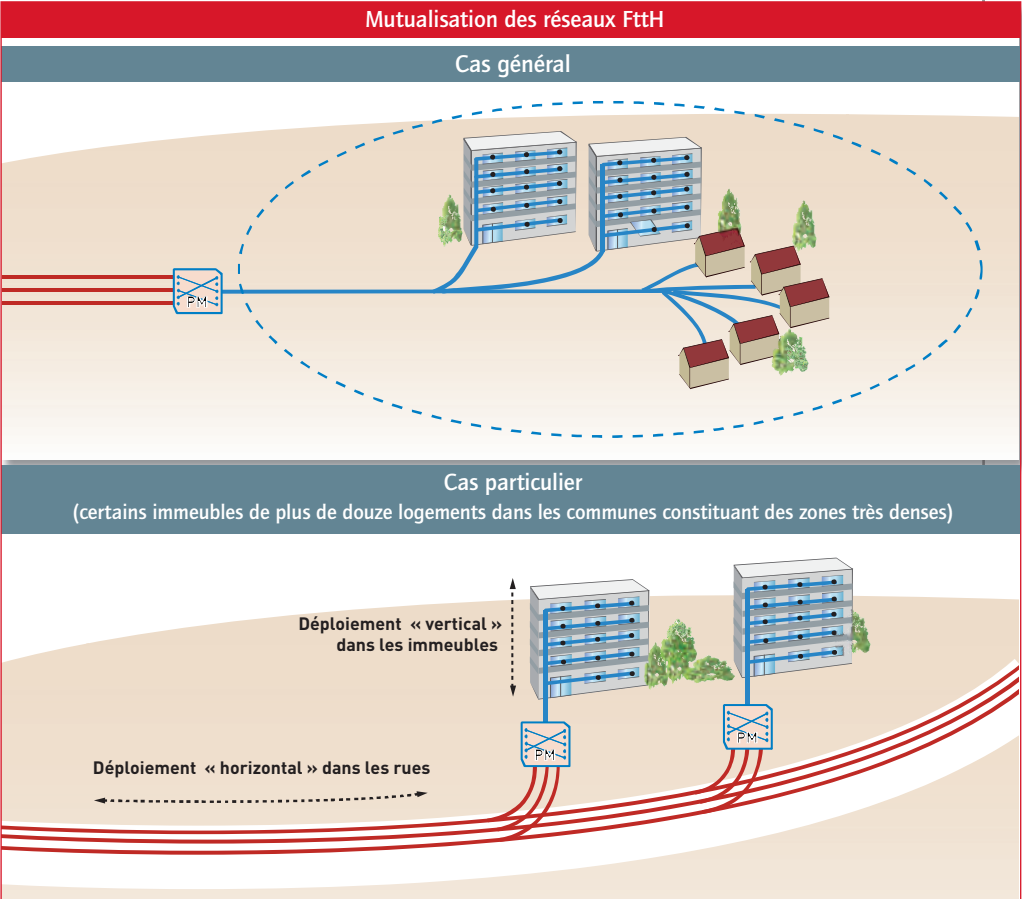 Mutualisation des réseaux FttH
Cas général
PM
Cas particulier
(certains immeubles de plus de douze logements dans les communes constituant des zones très denses)
Déploiement « vertical »
dans les immeubles
PM
PM
Déploiement « horizontal » dans les rues